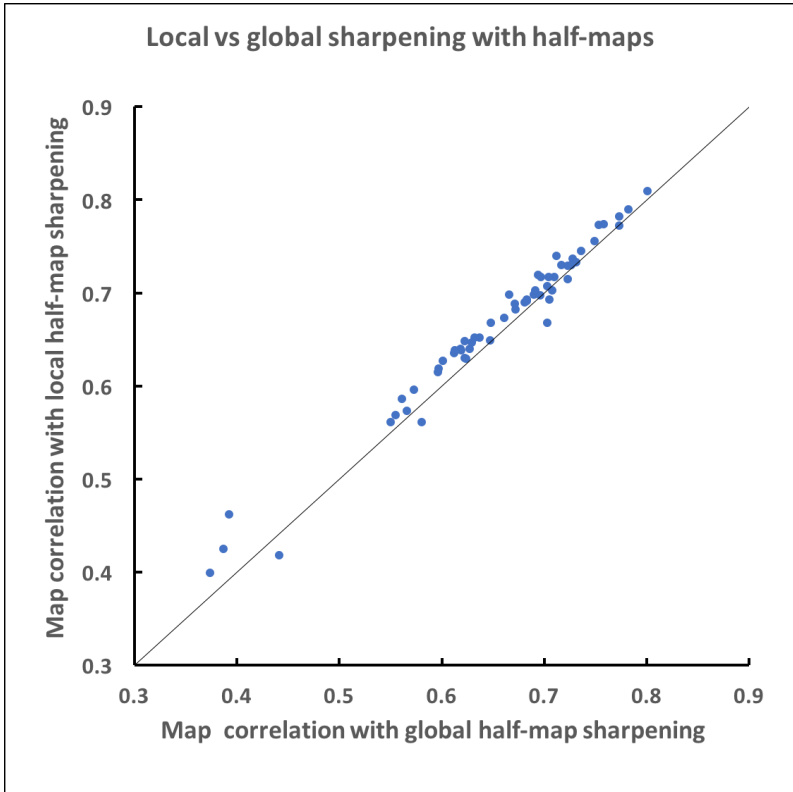 Local vs global sharpening with half-maps
Map correlation with local half-map sharpening
0.9
0.8
0.7
0.6
0.5
0.4
0.3
0.3 0.4 0.5 0.6 0.7 0.8 0.9
Map  correlation with global half-map sharpening